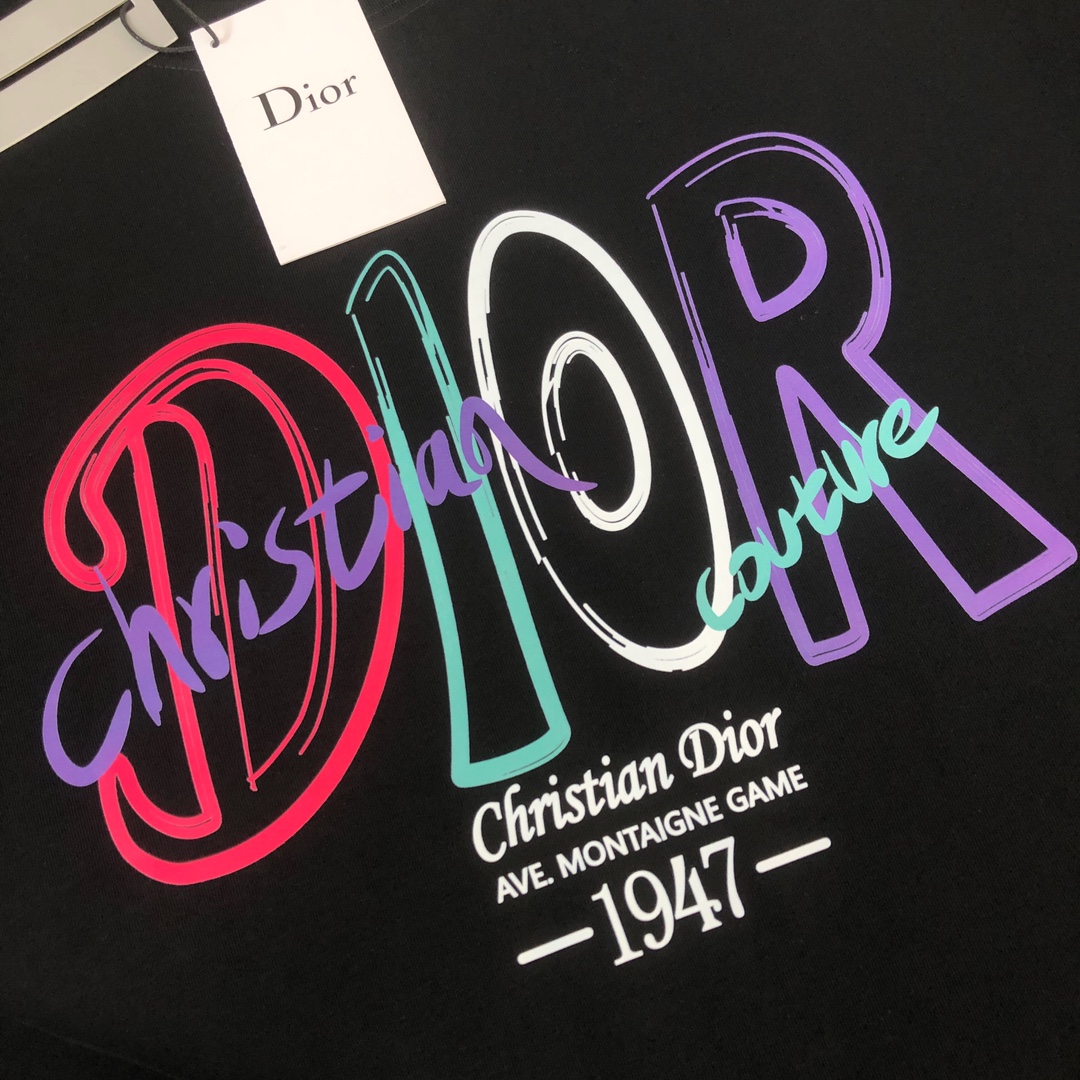 Dior
DIOR
christian
couture
Christian Dior
AVE. MONTAIGNE GAME
—1947—